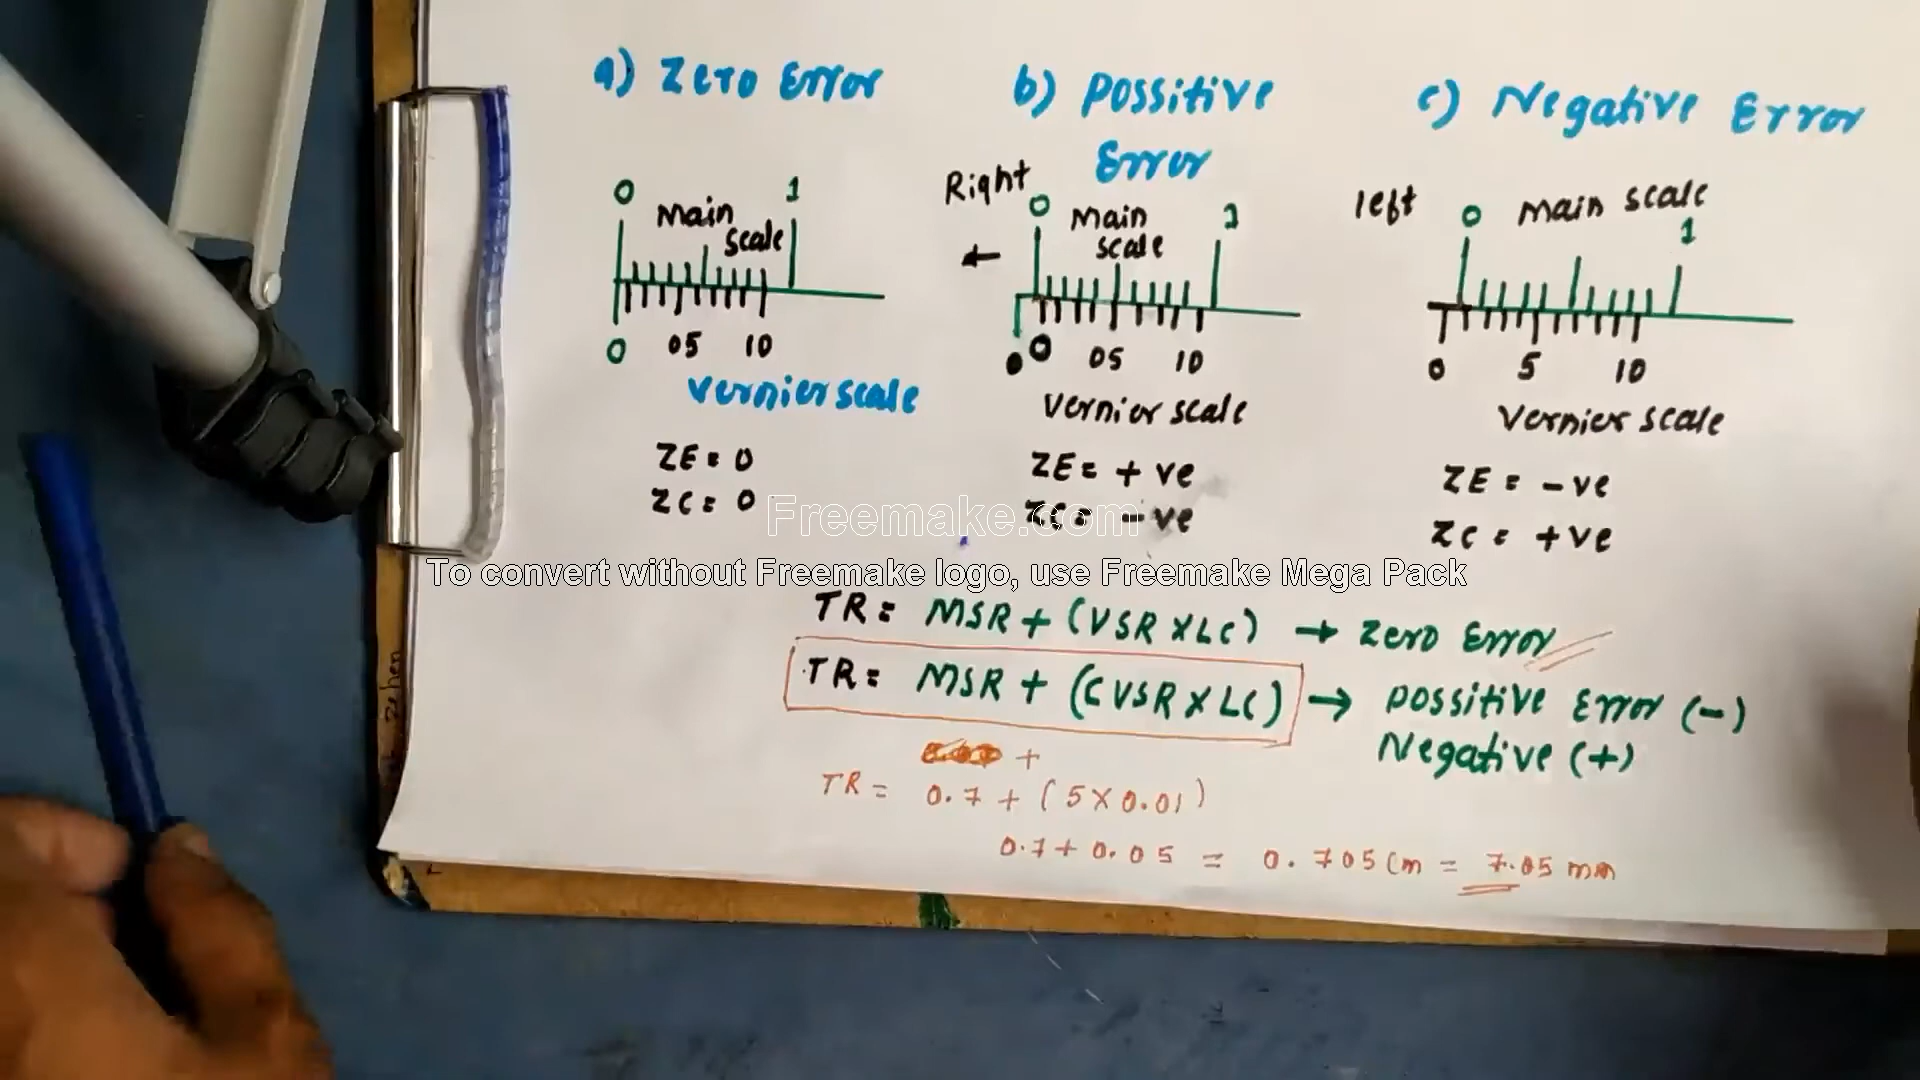 a) Zero Error
0 Main scale 1
0 05 10
Vernier scale
ZE = 0
ZC = 0
b) Possitive Error
Right
0 Main scale 1
0 05 10
Vernier scale
ZE = + ve
ZC = - ve
c) Negative Error
left
0 Main scale 1
0 5 10
Vernier scale
ZE = - ve
ZC = + ve
Freemake.com
To convert without Freemake logo, use Freemake Mega Pack
TR = MSR + (VSR X LC) → Zero Error
TR = MSR + (CVSR X LC) → Possitive Error (-)
Negative (+)
+
TR = 0.7 + (5 X 0.01)
0.7 + 0.05 = 0.705 Cm = 7.05 mm